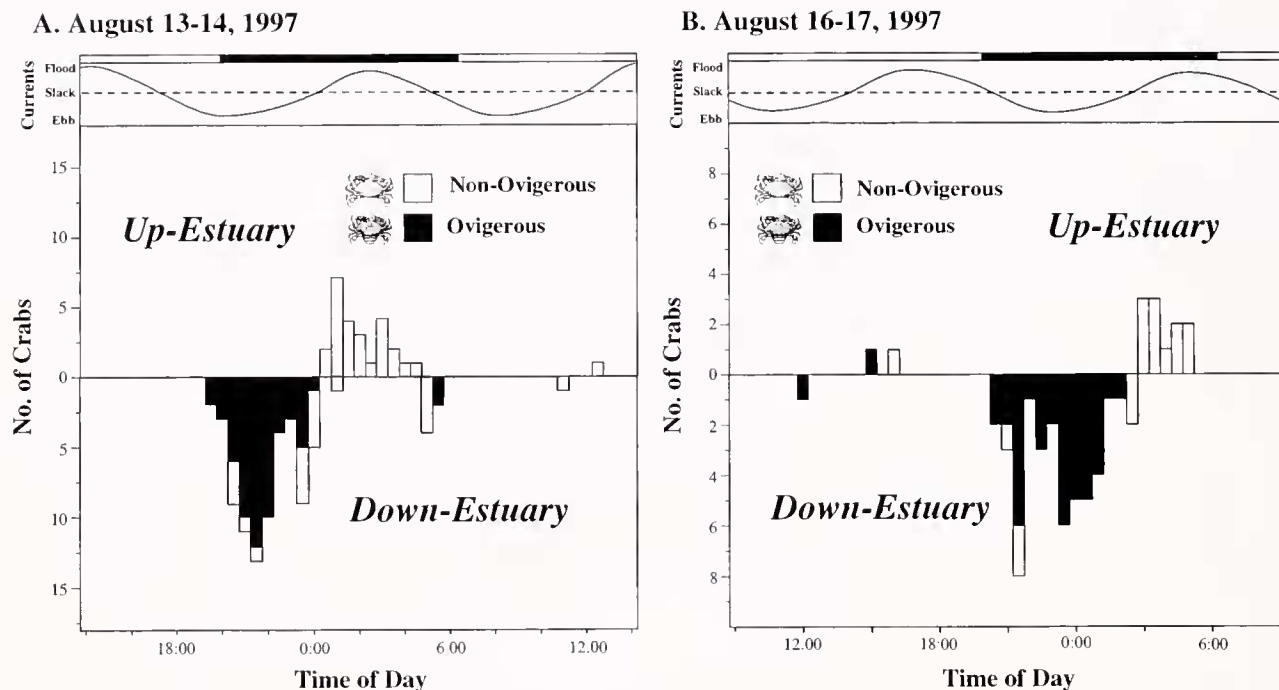 A. August 13-14, 1997
Currents
Flood
Slack
Ebb
No. of Crabs
15
10
5
0
5
10
15
Non-Ovigerous
Ovigerous
Up-Estuary
Down-Estuary
18:00
0:00
6:00
12:00
Time of Day
B. August 16-17, 1997
Currents
Flood
Slack
Ebb
No. of Crabs
8
6
4
2
0
2
4
6
8
Non-Ovigerous
Ovigerous
Up-Estuary
Down-Estuary
12:00
18:00
0:00
6:00
Time of Day